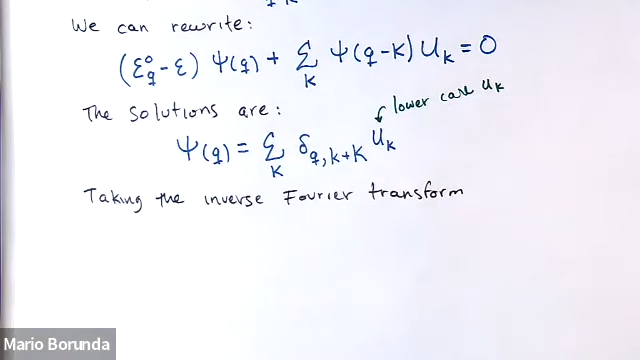 We can rewrite:
(ε⁰_q - ε) Ψ(q) + Σ_K Ψ(q-K) U_K = 0
The solutions are:
lower case u_k
Ψ(q) = Σ_K δ_{q,k+K} u_k
Taking the inverse Fourier transform
Mario Borunda